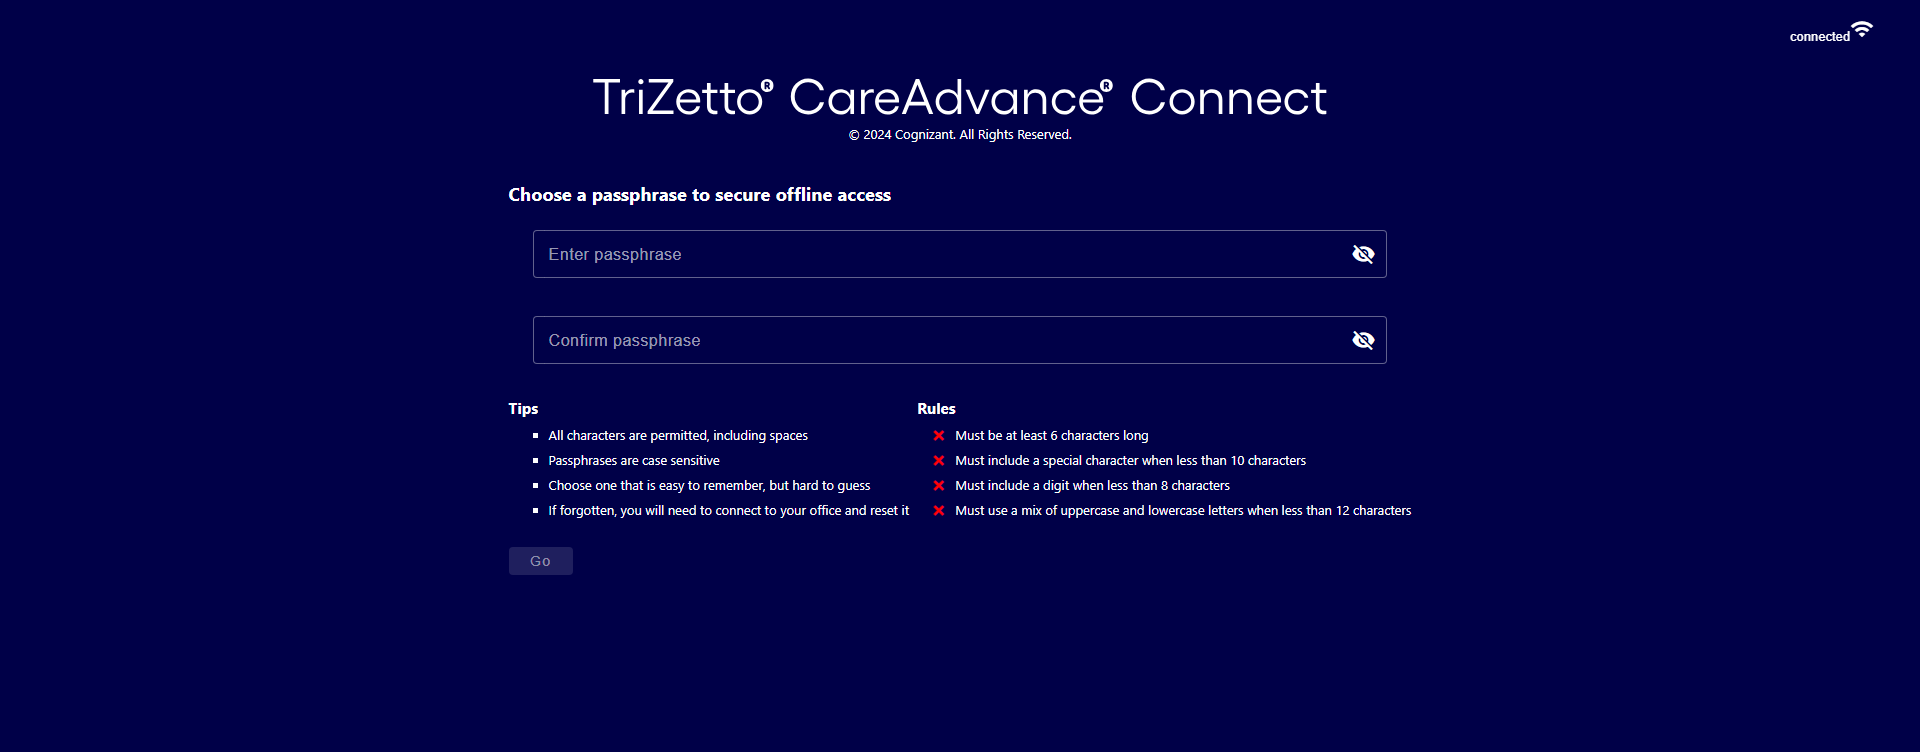 connected
TriZetto® CareAdvance® Connect
© 2024 Cognizant. All Rights Reserved.
Choose a passphrase to secure offline access
Enter passphrase
Confirm passphrase
Tips
All characters are permitted, including spaces
Passphrases are case sensitive
Choose one that is easy to remember, but hard to guess
If forgotten, you will need to connect to your office and reset it
Rules
Must be at least 6 characters long
Must include a special character when less than 10 characters
Must include a digit when less than 8 characters
Must use a mix of uppercase and lowercase letters when less than 12 characters
Go